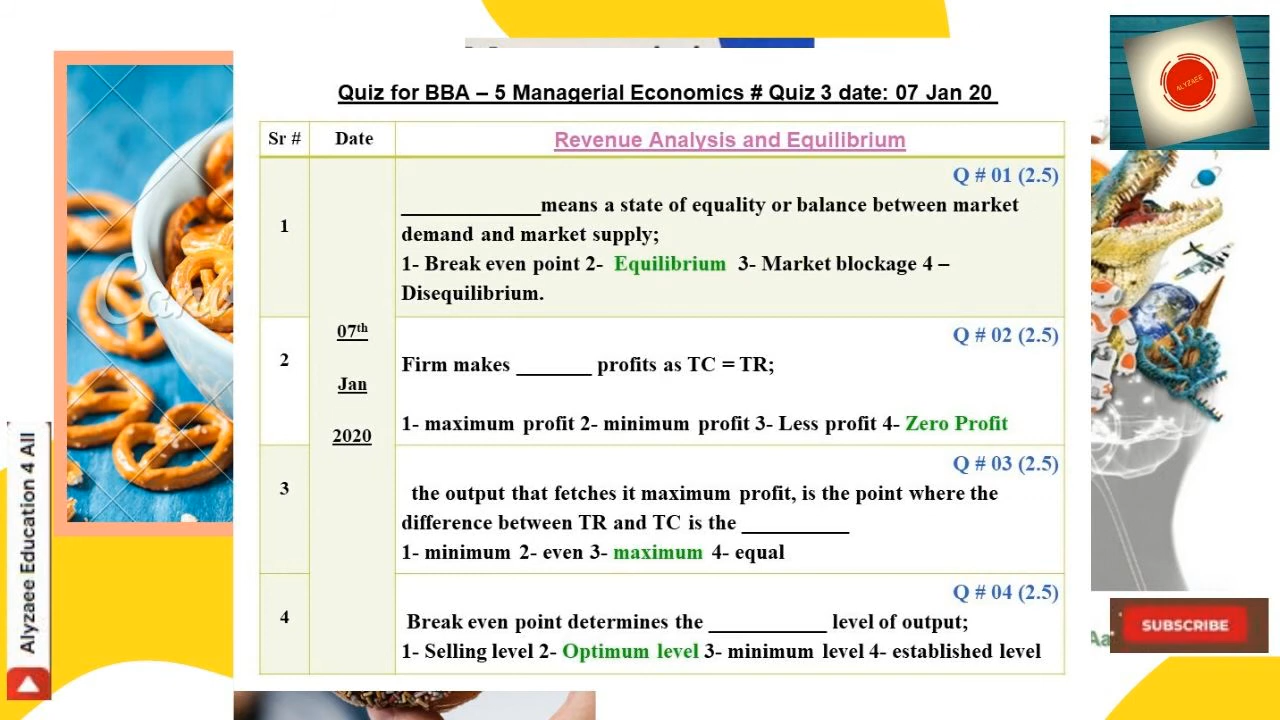 Quiz for BBA – 5 Managerial Economics # Quiz 3 date: 07 Jan 20
Sr #
Date
Revenue Analysis and Equilibrium
1
Q # 01 (2.5)
_____________means a state of equality or balance between market
demand and market supply;
1- Break even point 2- Equilibrium 3- Market blockage 4 –
Disequilibrium.
07th
Jan
2020
2
Q # 02 (2.5)
Firm makes _______ profits as TC = TR;
1- maximum profit 2- minimum profit 3- Less profit 4- Zero Profit
3
Q # 03 (2.5)
the output that fetches it maximum profit, is the point where the
difference between TR and TC is the __________
1- minimum 2- even 3- maximum 4- equal
4
Q # 04 (2.5)
Break even point determines the ___________ level of output;
1- Selling level 2- Optimum level 3- minimum level 4- established level
Alyzaee Education 4 All
ALYZAEE
SUBSCRIBE
Aa